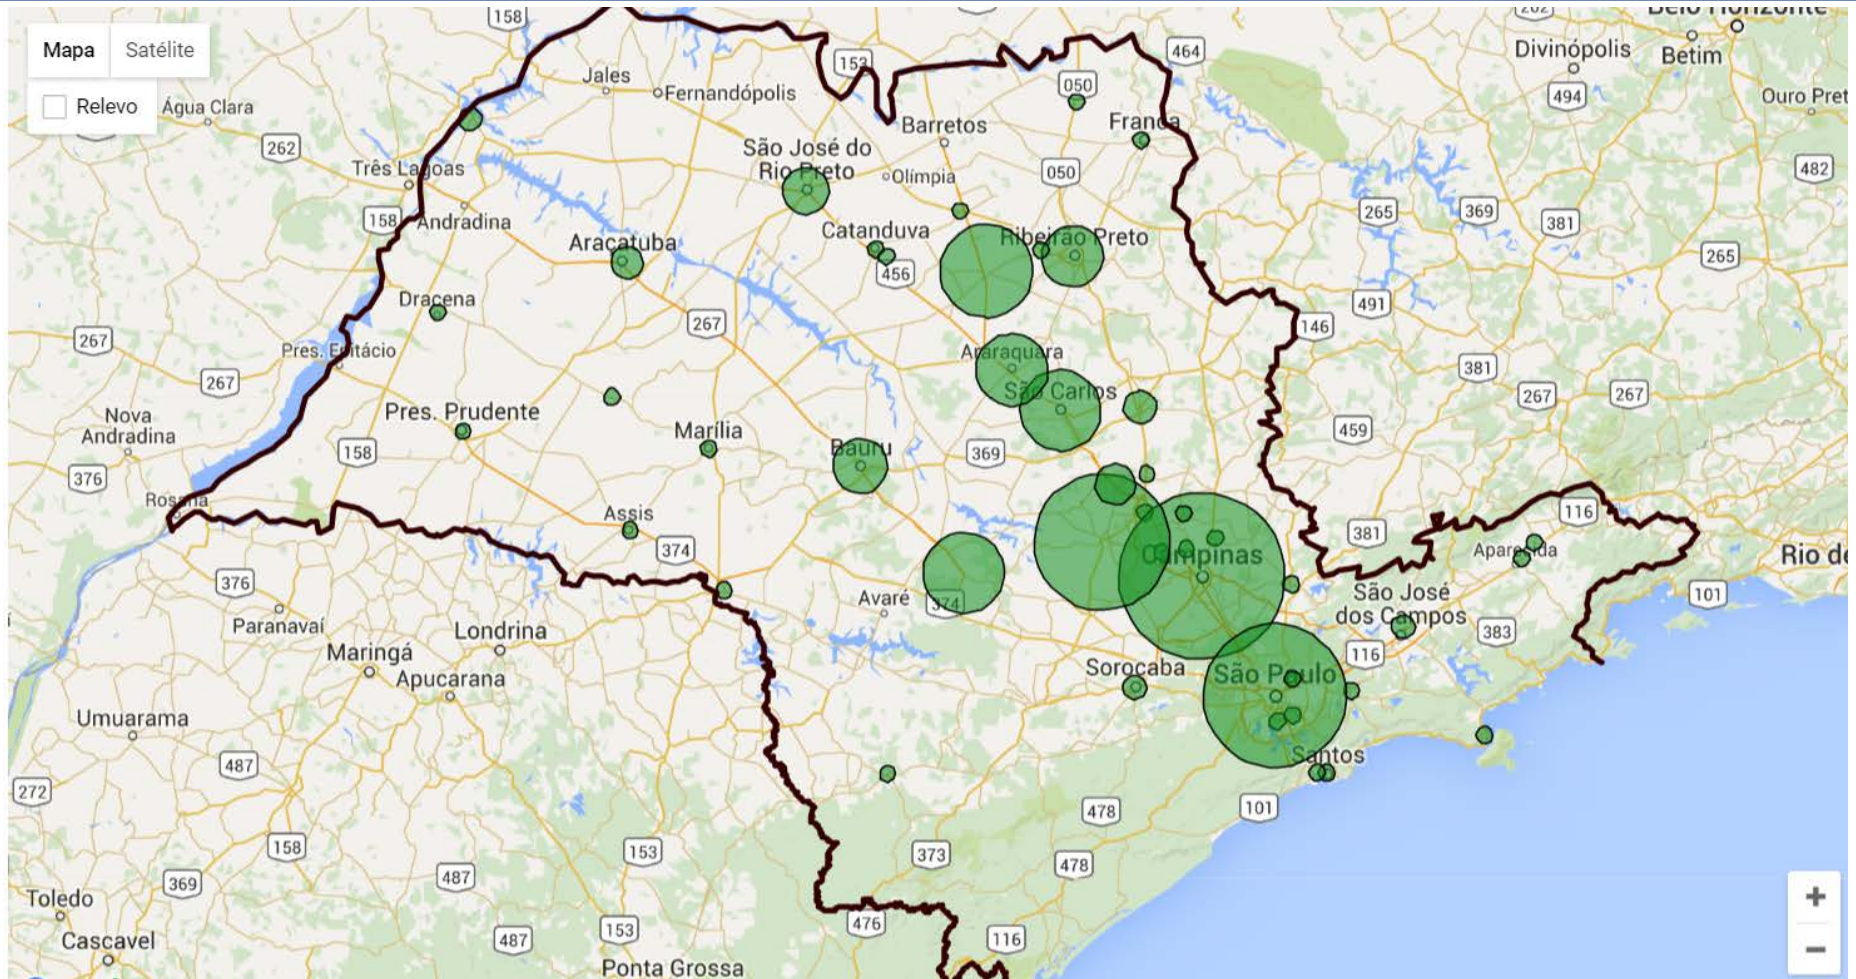 158
262
Belo Horizonte
Mapa
Satélite
153
464
Divinópolis
Betim
Jales
050
Fernandópolis
494
Ouro Pret
Relevo
Água Clara
Barretos
Franca
262
São José do
Rio Preto
Três Lagoas
Olímpia
050
482
158
Andradina
265
369
381
Catanduva
Araçatuba
Ribeirão Preto
265
456
Dracena
491
267
146
267
Pres. Epitácio
Araraquara
381
267
São Carlos
267
267
Nova
Andradina
Pres. Prudente
Marília
459
Bauru
158
369
376
Rosana
Assis
116
381
374
Aparecida
Campinas
Rio de
376
São José
dos Campos
Avaré
374
101
Paranavaí
Londrina
383
Maringá
116
Apucarana
Sorocaba
São Paulo
Umuarama
Santos
487
272
478
101
158
153
373
478
369
487
Toledo
476
153
487
116
Cascavel
Ponta Grossa
+
−